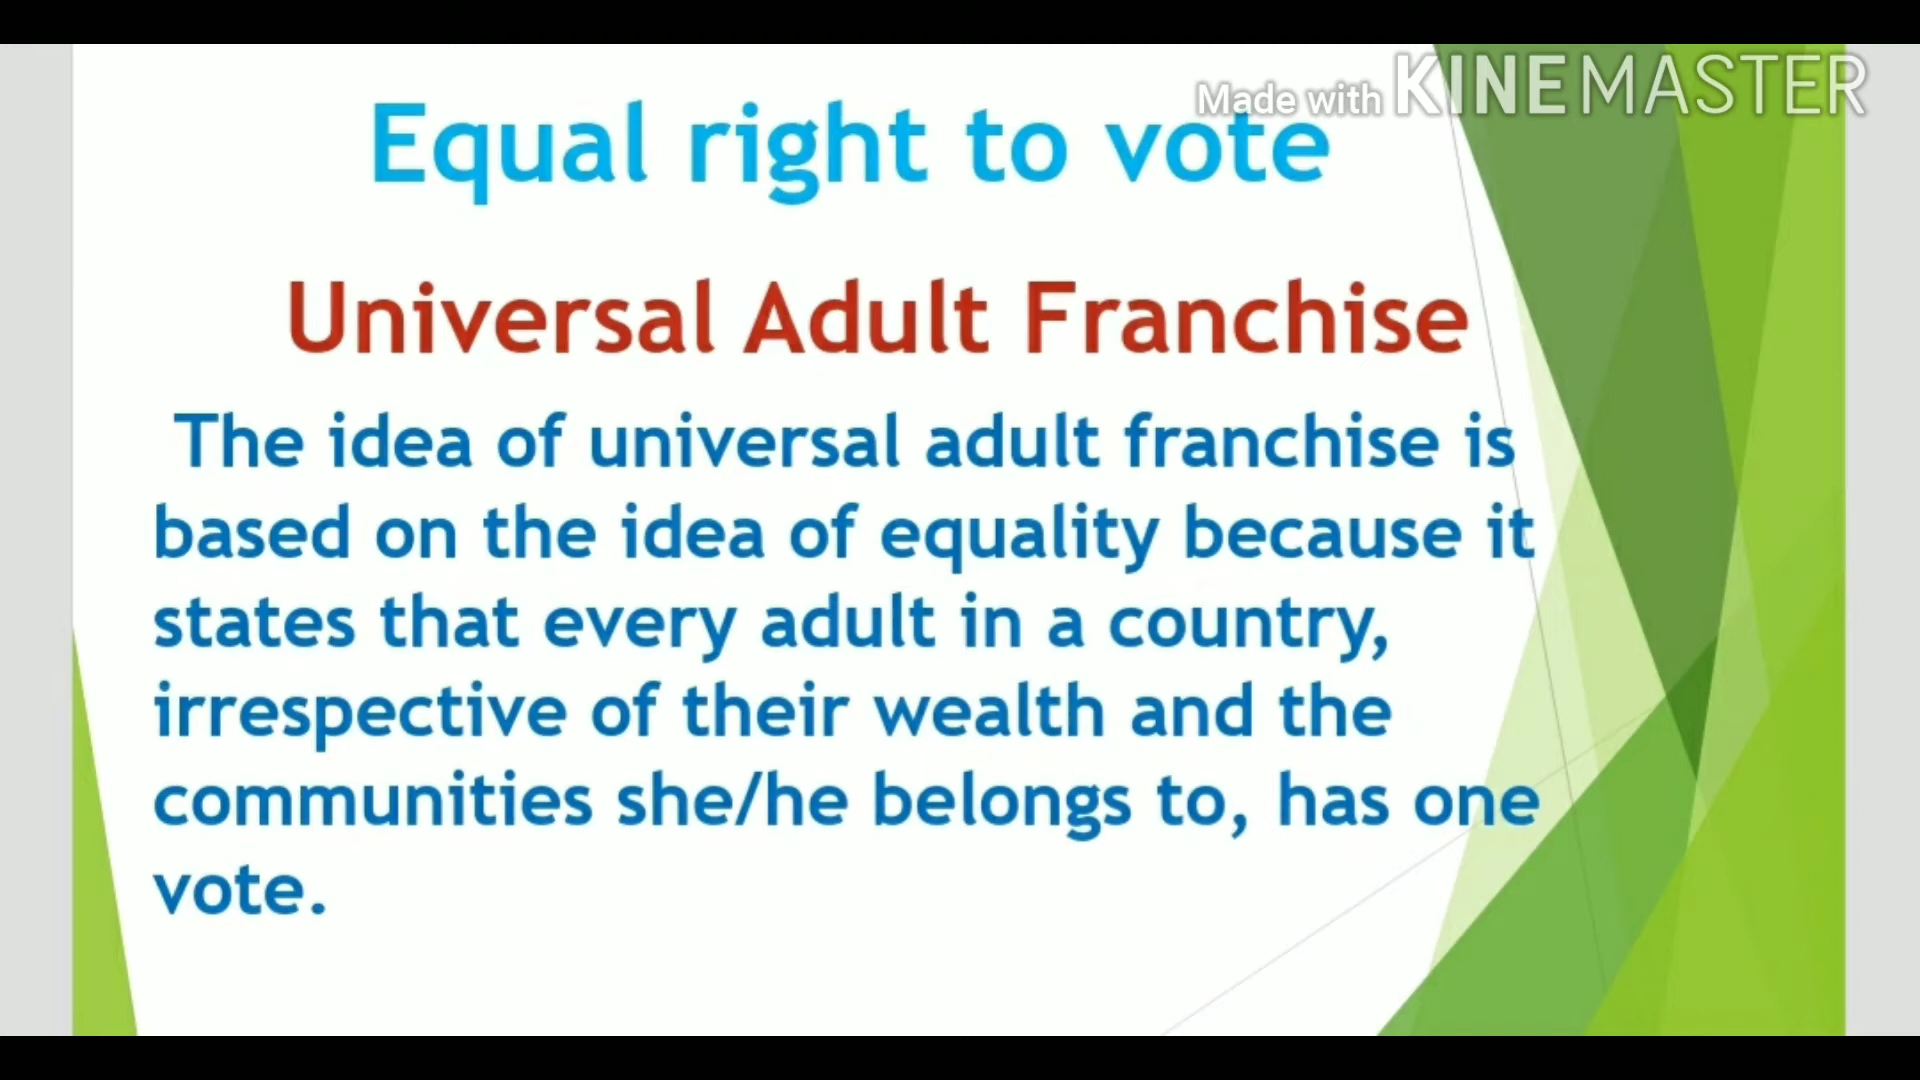 Made with KINEMASTER
Equal right to vote
Universal Adult Franchise
The idea of universal adult franchise is
based on the idea of equality because it
states that every adult in a country,
irrespective of their wealth and the
communities she/he belongs to, has one
vote.